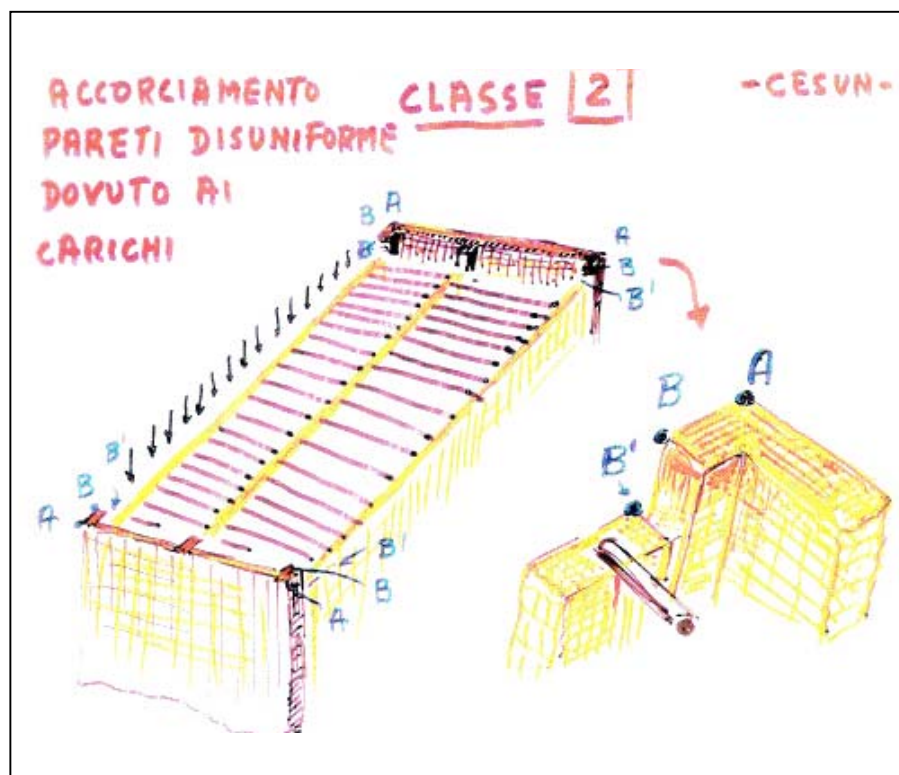 ACCORCIAMENTO
PARETI DISUNIFORME
DOVUTO AI
CARICHI
CLASSE 2
-CESUN-
B A
B'
A
B
B'
B'
B
A
B'
B
A
A
B
B'